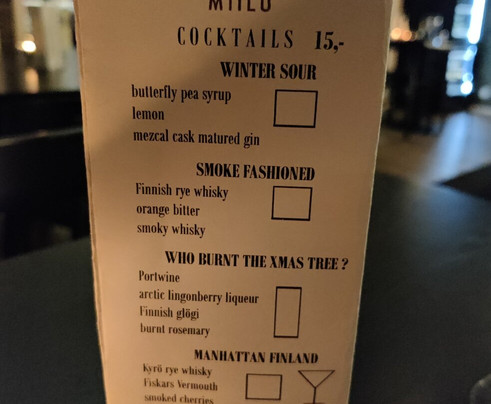 MIILU
COCKTAILS 15,-
WINTER SOUR
butterfly pea syrup
lemon
mezcal cask matured gin
SMOKE FASHIONED
Finnish rye whisky
orange bitter
smoky whisky
WHO BURNT THE XMAS TREE ?
Portwine
arctic lingonberry liqueur
Finnish glögi
burnt rosemary
MANHATTAN FINLAND
Kyrö rye whisky
Fiskars Vermouth
smoked cherries